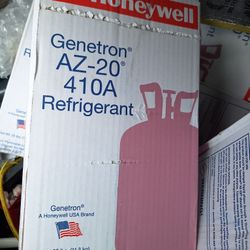 Honeywell
Genetron®
AZ-20®
410A
Refrigerant
Genetron®
A Honeywell USA Brand